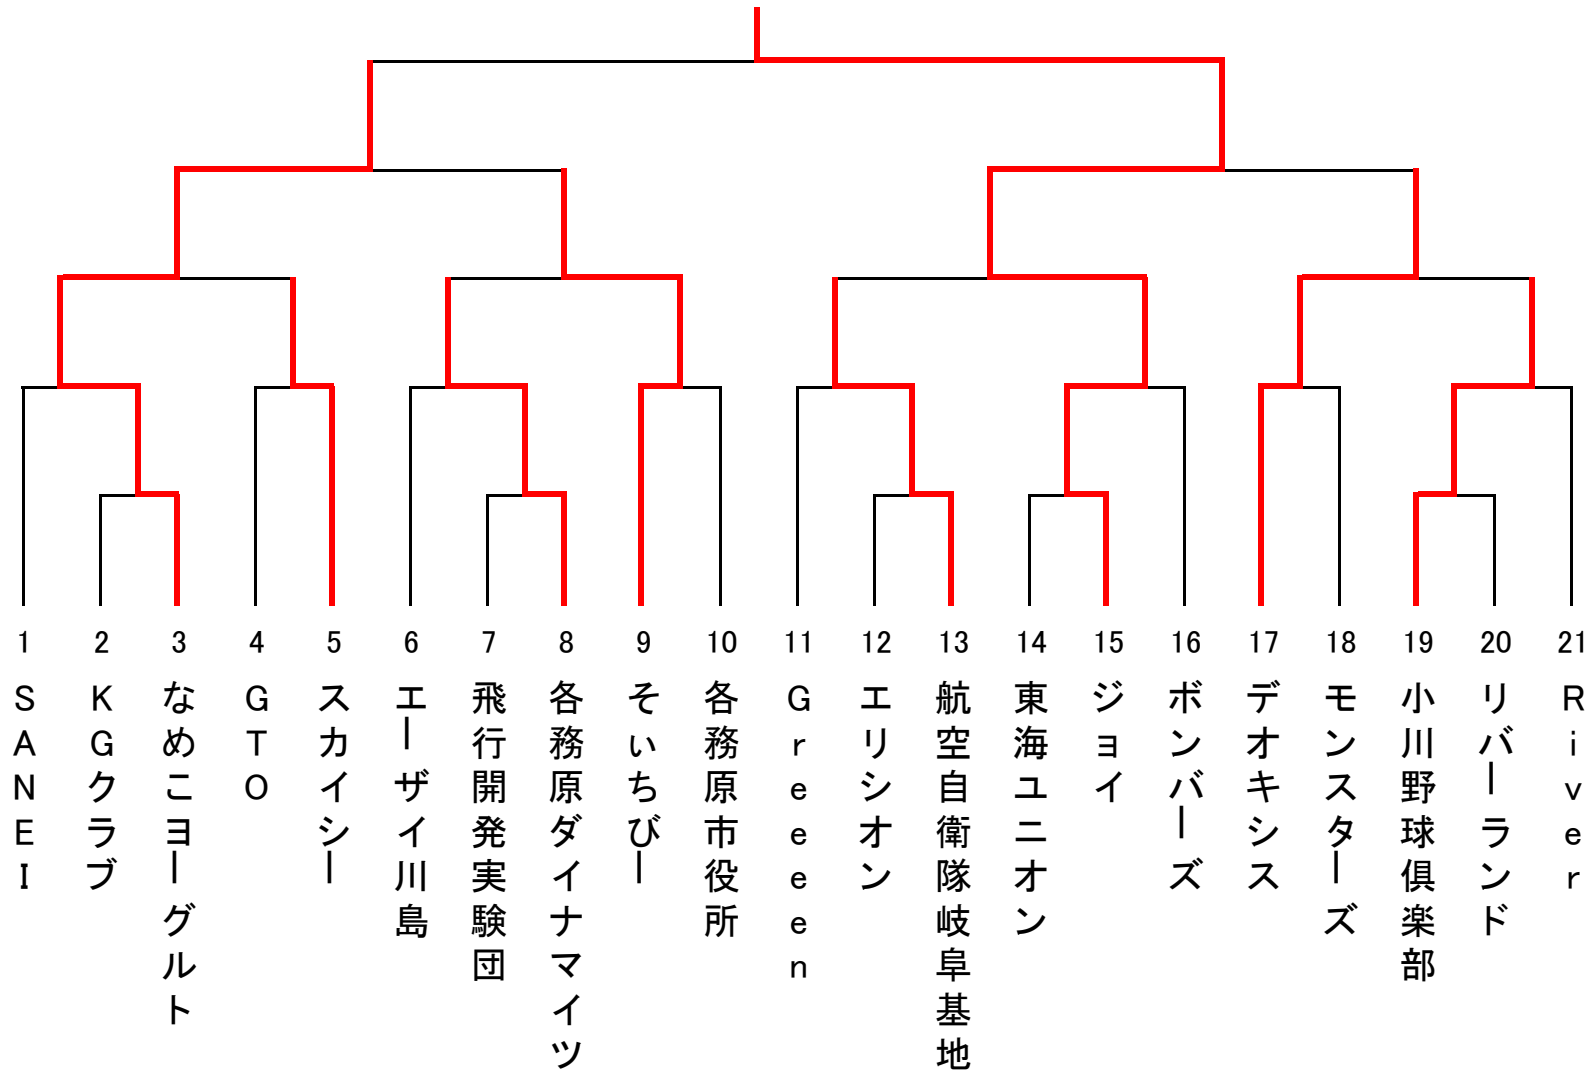 1 2 3 4 5 6 7 8 9 10 11 12 13 14 15 16 17 18 19 20 21
SANEI
KGクラブ
なめこヨーグルト
GTO
スカイシー
エーザイ川島
飛行開発実験団
各務原ダイナマイツ
そぃちびー
各務原市役所
Greeeen
エリシオン
航空自衛隊岐阜基地
東海ユニオン
ジョイ
ボンバーズ
デオキシス
モンスターズ
小川野球倶楽部
リバーランド
River